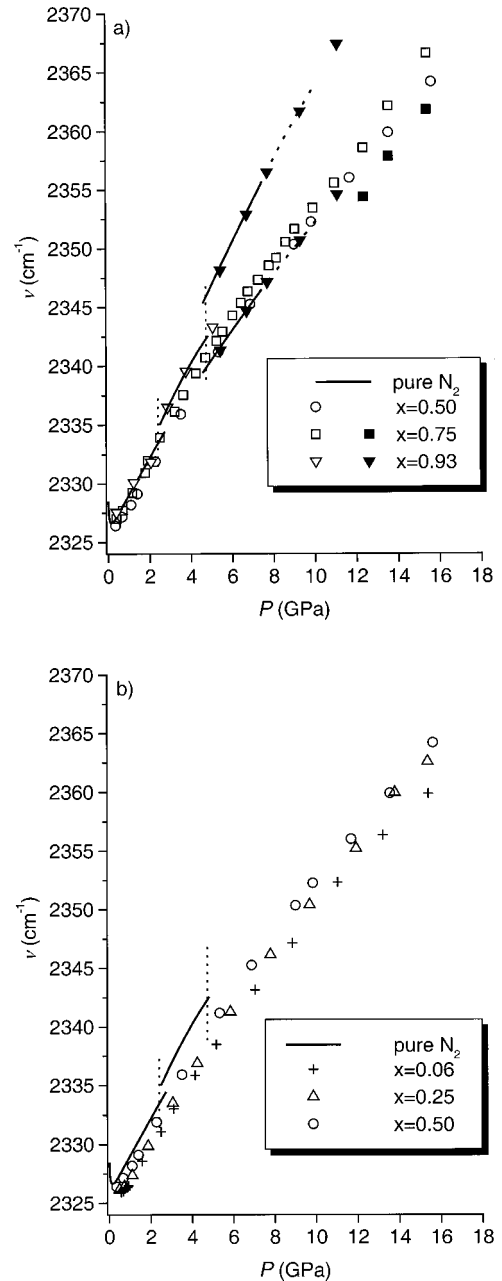 a)
2370
2365
2360
2355
2350
2345
2340
2335
2330
2325
ν (cm⁻¹)
0 2 4 6 8 10 12 14 16 18
P (GPa)
pure N₂
x=0.50
x=0.75
x=0.93
b)
2370
2365
2360
2355
2350
2345
2340
2335
2330
2325
ν (cm⁻¹)
0 2 4 6 8 10 12 14 16 18
P (GPa)
pure N₂
x=0.06
x=0.25
x=0.50